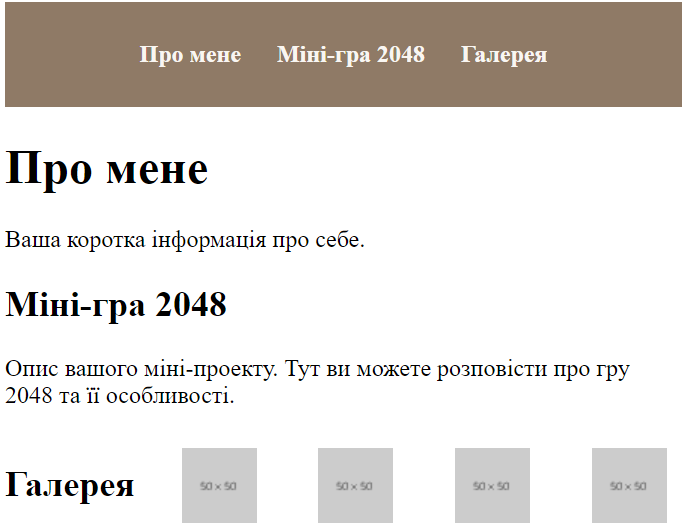 Про мене Міні-гра 2048 Галерея
Про мене
Ваша коротка інформація про себе.
Міні-гра 2048
Опис вашого міні-проекту. Тут ви можете розповісти про гру
2048 та її особливості.
Галерея 50 x 50 50 x 50 50 x 50 50 x 50